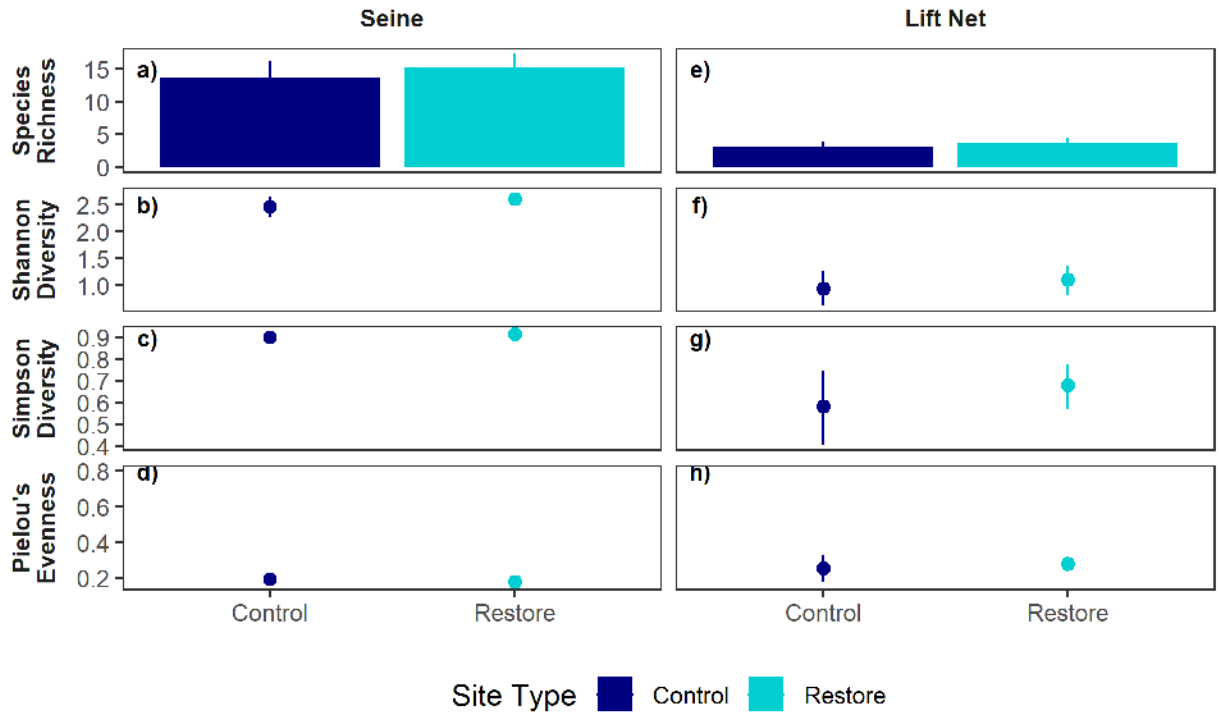 Seine
Lift Net
Species
Richness
15
10
5
0
a)
e)
Shannon
Diversity
2.5
2.0
1.5
1.0
b)
f)
Simpson
Diversity
0.9
0.8
0.7
0.6
0.5
0.4
c)
g)
Pielou's
Evenness
0.8
0.6
0.4
0.2
d)
h)
Control Restore Control Restore
Site Type Control Restore